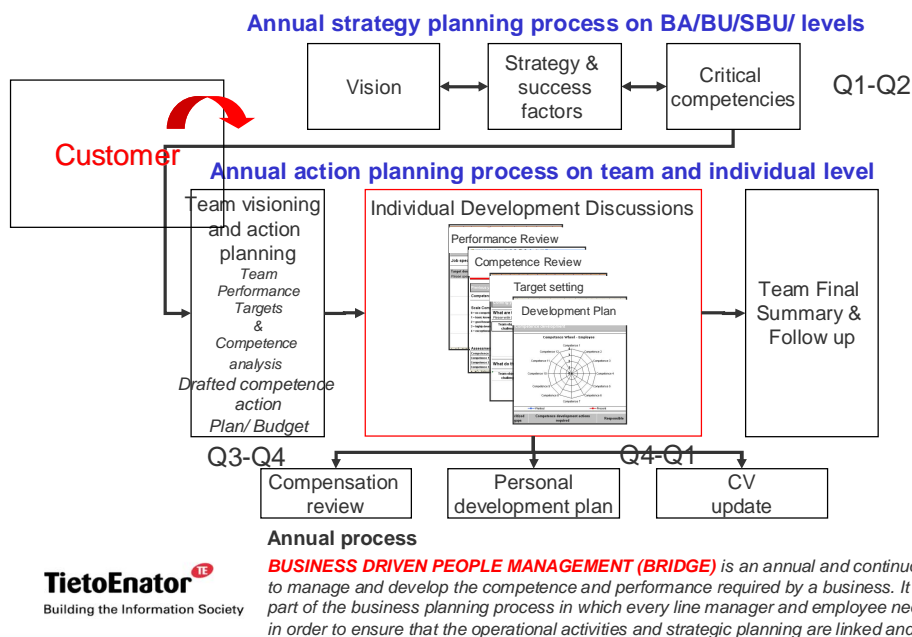 Annual strategy planning process on BA/BU/SBU/ levels
Vision
Strategy &
success
factors
Critical
competencies
Q1-Q2
Customer
Annual action planning process on team and individual level
Team visioning
and action
planning
Team
Performance
Targets
&
Competence
analysis
Drafted competence
action
Plan/ Budget
Individual Development Discussions
Performance Review
Competence Review
Target setting
Development Plan
Competence Wheel - Employee
Team Final
Summary &
Follow up
Q3-Q4
Q4-Q1
Compensation
review
Personal
development plan
CV
update
Annual process
BUSINESS DRIVEN PEOPLE MANAGEMENT (BRIDGE) is an annual and continuo
to manage and develop the competence and performance required by a business. It
part of the business planning process in which every line manager and employee nee
in order to ensure that the operational activities and strategic planning are linked and
TietoEnator TE
Building the Information Society